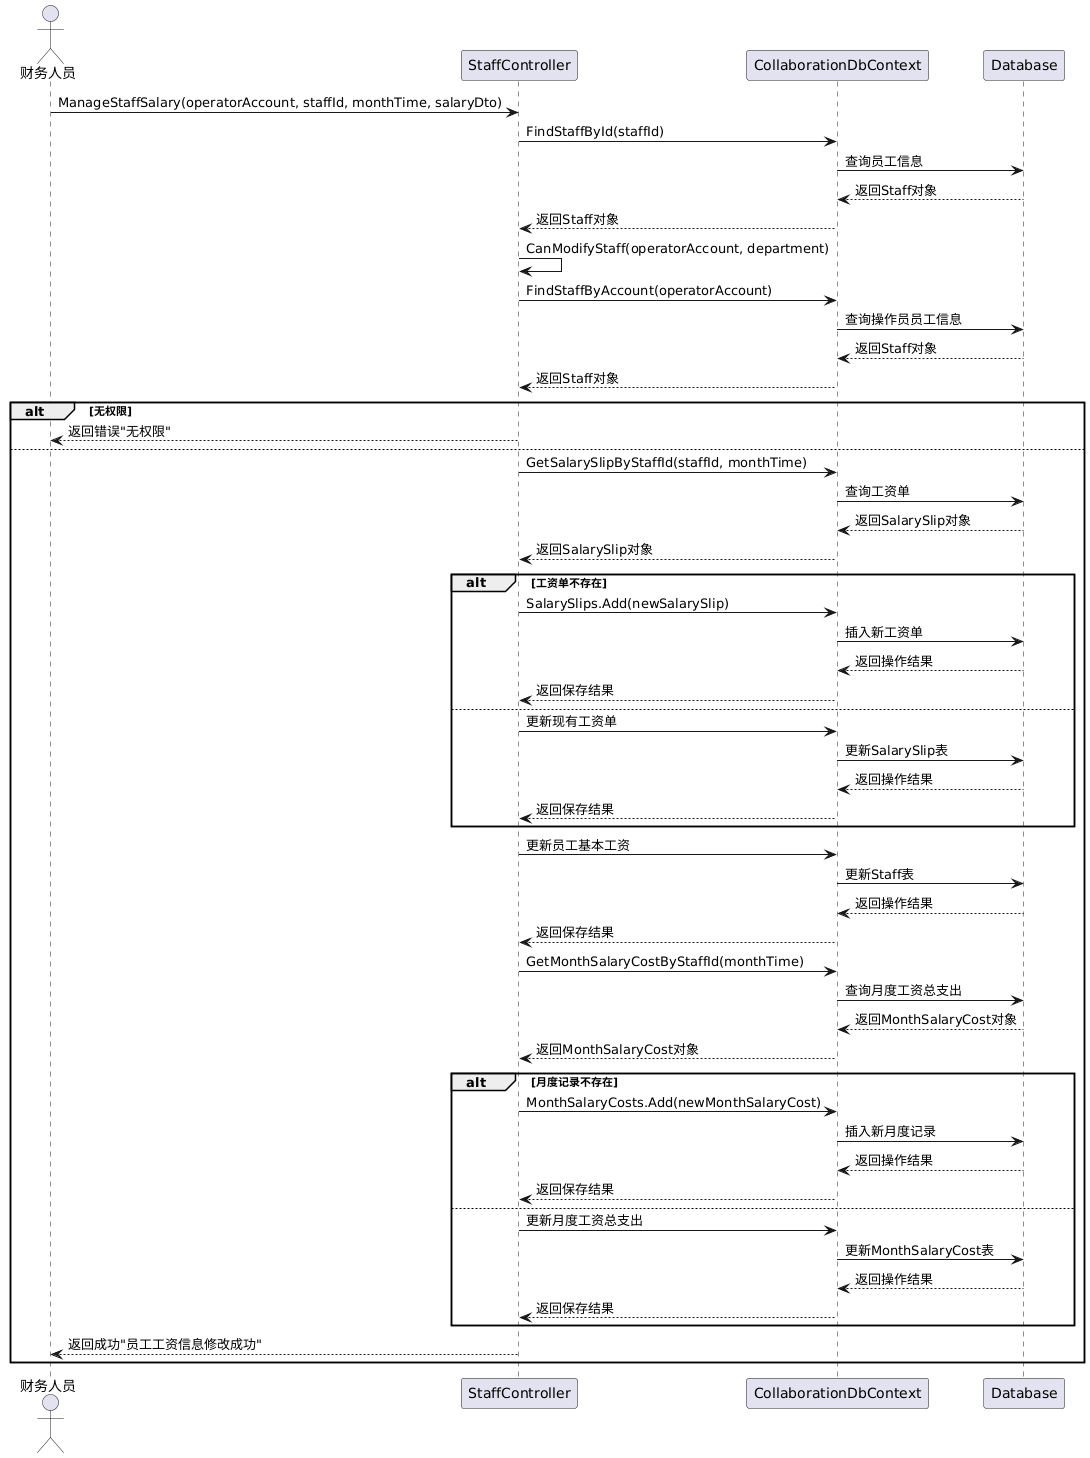 财务人员
StaffController
CollaborationDbContext
Database
ManageStaffSalary(operatorAccount, staffId, monthTime, salaryDto)
FindStaffById(staffId)
查询员工信息
返回Staff对象
返回Staff对象
CanModifyStaff(operatorAccount, department)
FindStaffByAccount(operatorAccount)
查询操作员员工信息
返回Staff对象
返回Staff对象
alt [无权限]
返回错误"无权限"
GetSalarySlipByStaffId(staffId, monthTime)
查询工资单
返回SalarySlip对象
返回SalarySlip对象
alt [工资单不存在]
SalarySlips.Add(newSalarySlip)
插入新工资单
返回操作结果
返回保存结果
更新现有工资单
更新SalarySlip表
返回操作结果
返回保存结果
更新员工基本工资
更新Staff表
返回操作结果
返回保存结果
GetMonthSalaryCostByStaffId(monthTime)
查询月度工资总支出
返回MonthSalaryCost对象
返回MonthSalaryCost对象
alt [月度记录不存在]
MonthSalaryCosts.Add(newMonthSalaryCost)
插入新月度记录
返回操作结果
返回保存结果
更新月度工资总支出
更新MonthSalaryCost表
返回操作结果
返回保存结果
返回成功"员工工资信息修改成功"
财务人员
StaffController
CollaborationDbContext
Database